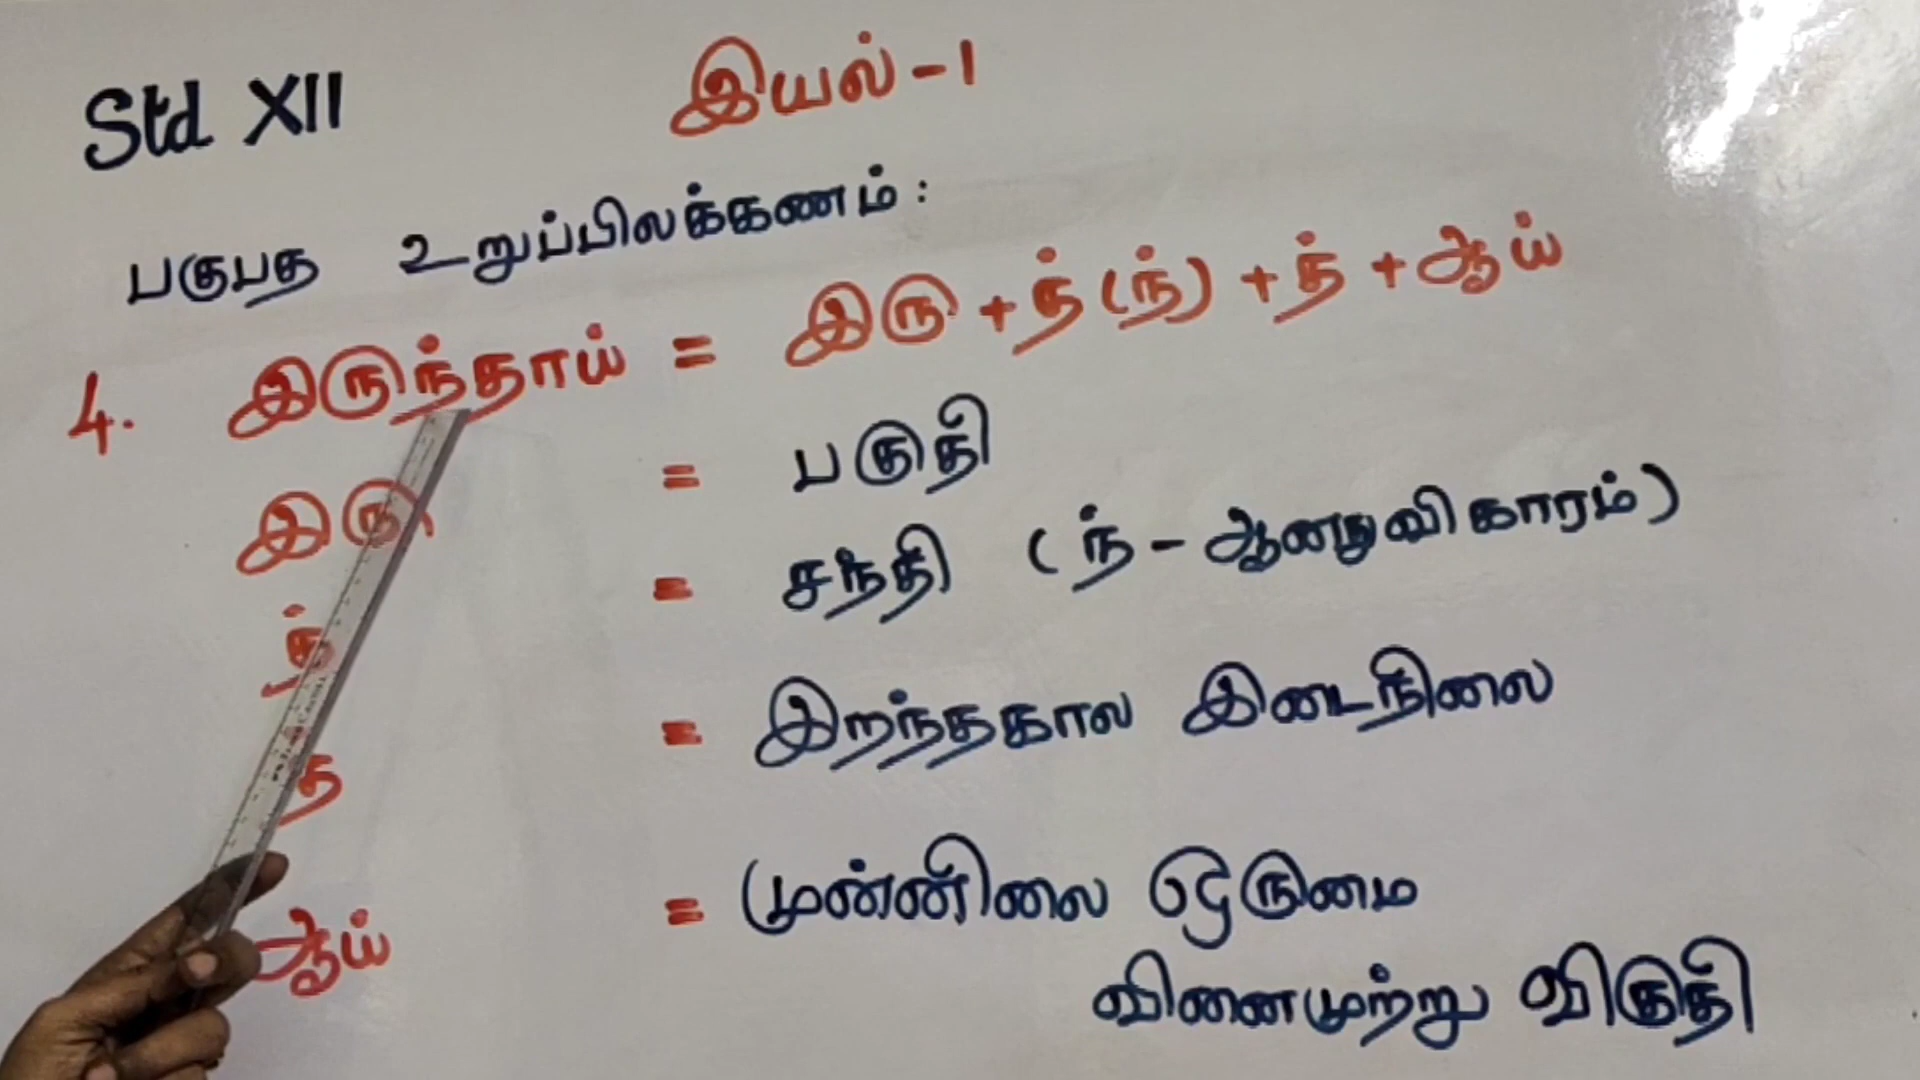 Std XII
இயல் - 1
பகுபத உறுப்பிலக்கணம் :
4. இருந்தாய் = இரு + த் (ந்) + த் + ஆய்
இரு = பகுதி
த் = சந்தி ( ந் - ஆனது விகாரம் )
த் = இறந்தகால இடைநிலை
ஆய் = முன்னிலை ஒருமை
வினைமுற்று விகுதி